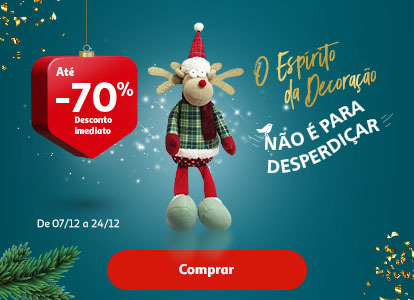 Até
-70%
Desconto
imediato
O Espírito
da Decoração
NÃO É PARA
DESPERDIÇAR
De 07/12 a 24/12
Comprar